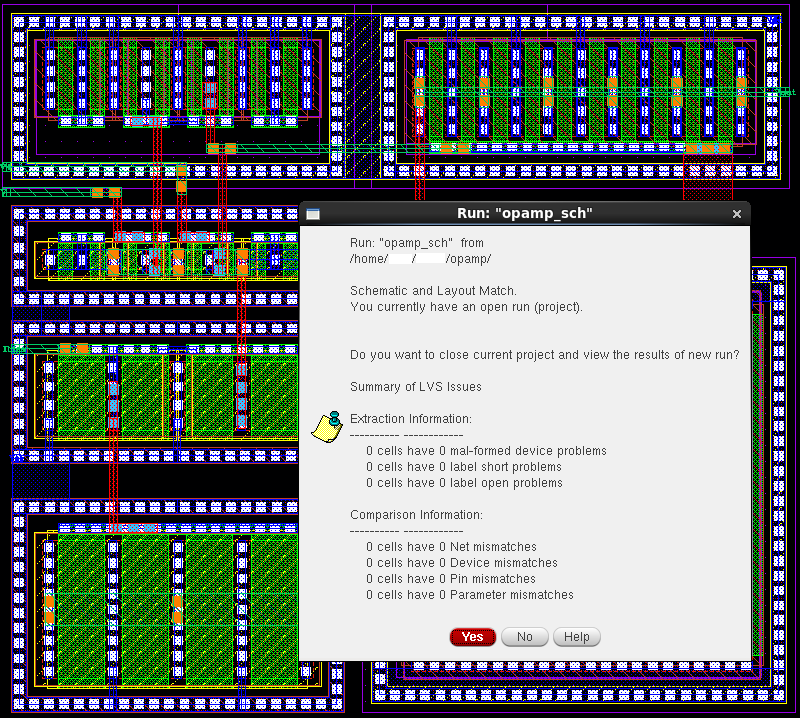 Run: "opamp_sch"
Run: "opamp_sch" from
/home/ / /opamp/
Schematic and Layout Match.
You currently have an open run (project).
Do you want to close current project and view the results of new run?
Summary of LVS Issues
Extraction Information:
---------- ------------
0 cells have 0 mal-formed device problems
0 cells have 0 label short problems
0 cells have 0 label open problems
Comparison Information:
---------- ------------
0 cells have 0 Net mismatches
0 cells have 0 Device mismatches
0 cells have 0 Pin mismatches
0 cells have 0 Parameter mismatches
Yes No Help